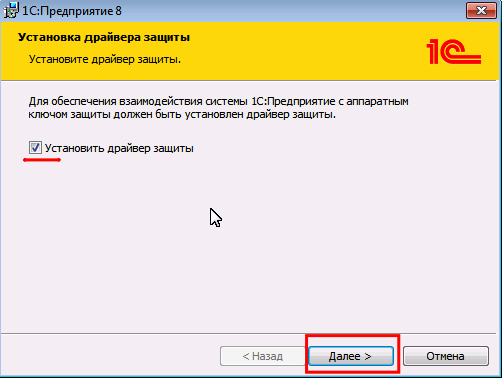 1С:Предприятие 8
Установка драйвера защиты
Установите драйвер защиты.
1С
Для обеспечения взаимодействия системы 1С:Предприятие с аппаратным
ключом защиты должен быть установлен драйвер защиты.
Установить драйвер защиты
< Назад
Далее >
Отмена